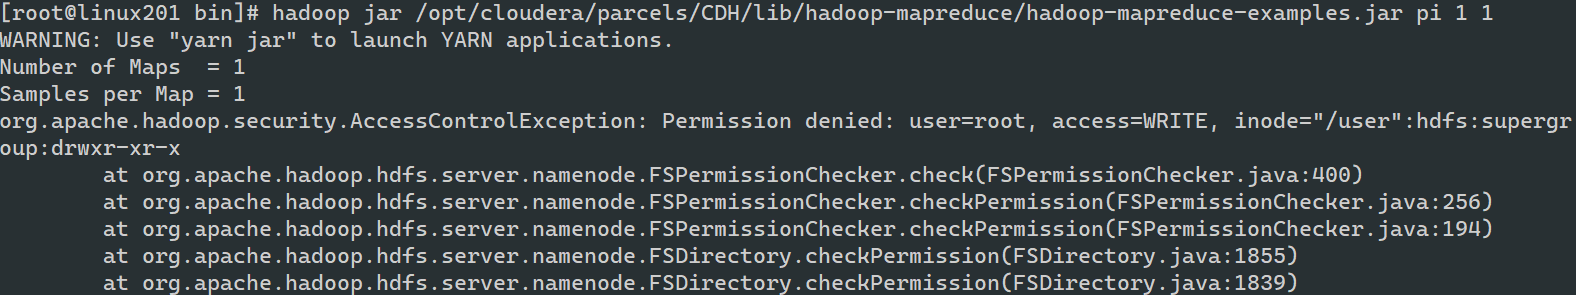 [root@linux201 bin]# hadoop jar /opt/cloudera/parcels/CDH/lib/hadoop-mapreduce/hadoop-mapreduce-examples.jar pi 1 1
WARNING: Use "yarn jar" to launch YARN applications.
Number of Maps  = 1
Samples per Map = 1
org.apache.hadoop.security.AccessControlException: Permission denied: user=root, access=WRITE, inode="/user":hdfs:supergr
oup:drwxr-xr-x
        at org.apache.hadoop.hdfs.server.namenode.FSPermissionChecker.check(FSPermissionChecker.java:400)
        at org.apache.hadoop.hdfs.server.namenode.FSPermissionChecker.checkPermission(FSPermissionChecker.java:256)
        at org.apache.hadoop.hdfs.server.namenode.FSPermissionChecker.checkPermission(FSPermissionChecker.java:194)
        at org.apache.hadoop.hdfs.server.namenode.FSDirectory.checkPermission(FSDirectory.java:1855)
        at org.apache.hadoop.hdfs.server.namenode.FSDirectory.checkPermission(FSDirectory.java:1839)